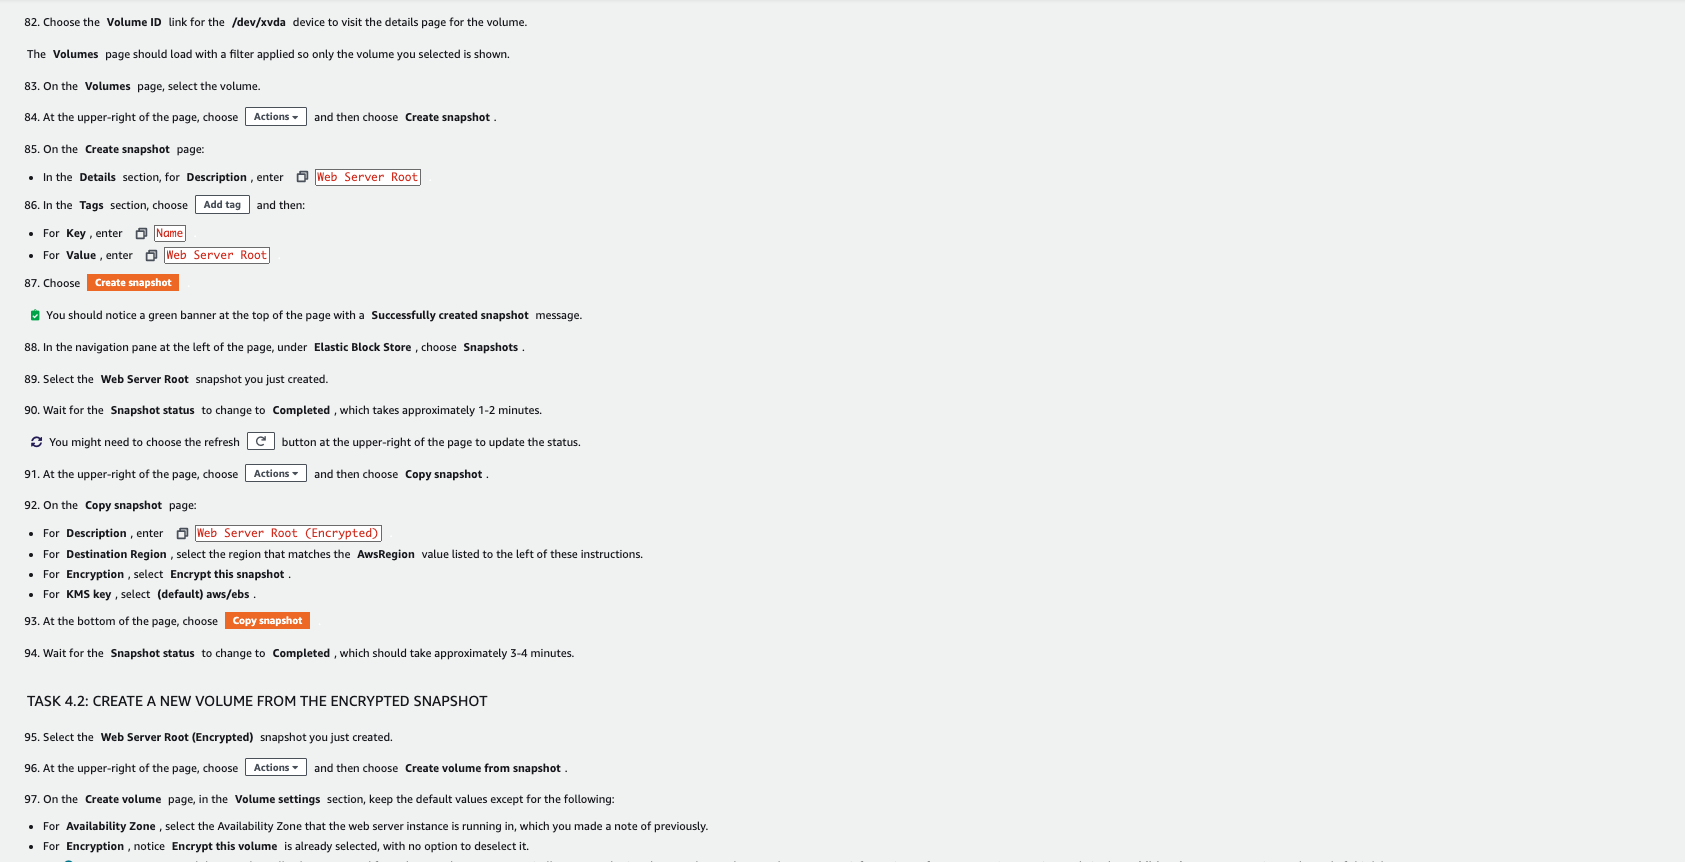 82. Choose the Volume ID link for the /dev/xvda device to visit the details page for the volume.
The Volumes page should load with a filter applied so only the volume you selected is shown.
83. On the Volumes page, select the volume.
84. At the upper-right of the page, choose Actions and then choose Create snapshot .
85. On the Create snapshot page:
• In the Details section, for Description , enter Web Server Root
86. In the Tags section, choose Add tag and then:
• For Key , enter Name
• For Value , enter Web Server Root
87. Choose Create snapshot
You should notice a green banner at the top of the page with a Successfully created snapshot message.
88. In the navigation pane at the left of the page, under Elastic Block Store , choose Snapshots .
89. Select the Web Server Root snapshot you just created.
90. Wait for the Snapshot status to change to Completed , which takes approximately 1-2 minutes.
You might need to choose the refresh button at the upper-right of the page to update the status.
91. At the upper-right of the page, choose Actions and then choose Copy snapshot .
92. On the Copy snapshot page:
• For Description , enter Web Server Root (Encrypted)
• For Destination Region , select the region that matches the AwsRegion value listed to the left of these instructions.
• For Encryption , select Encrypt this snapshot .
• For KMS key , select (default) aws/ebs .
93. At the bottom of the page, choose Copy snapshot
94. Wait for the Snapshot status to change to Completed , which should take approximately 3-4 minutes.
TASK 4.2: CREATE A NEW VOLUME FROM THE ENCRYPTED SNAPSHOT
95. Select the Web Server Root (Encrypted) snapshot you just created.
96. At the upper-right of the page, choose Actions and then choose Create volume from snapshot .
97. On the Create volume page, in the Volume settings section, keep the default values except for the following:
• For Availability Zone , select the Availability Zone that the web server instance is running in, which you made a note of previously.
• For Encryption , notice Encrypt this volume is already selected, with no option to deselect it.